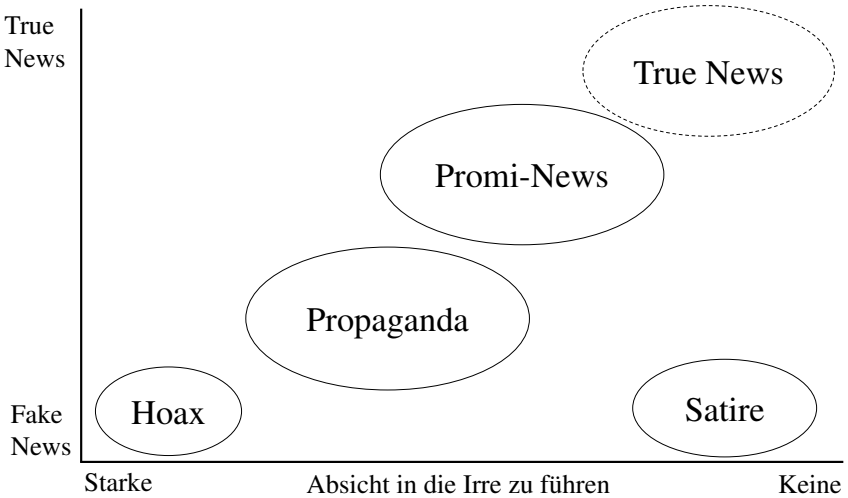 True
News
True News
Promi-News
Propaganda
Hoax
Satire
Fake
News
Starke
Absicht in die Irre zu führen
Keine